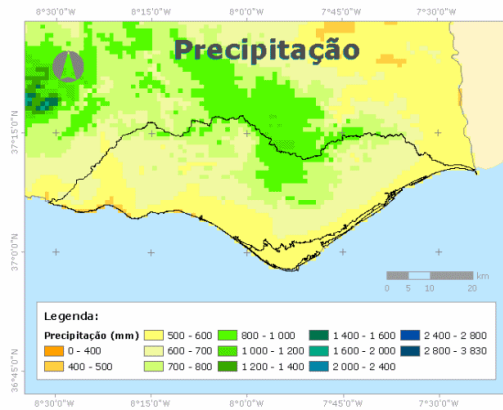 8°30'0"W 8°15'0"W 8°0'0"W 7°45'0"W 7°30'0"W
Precipitação
37°15'0"N
37°0'0"N
36°45'0"N
km
0 5 10 20
Legenda:
Precipitação (mm)
0 - 400
400 - 500
500 - 600
600 - 700
700 - 800
800 - 1 000
1 000 - 1 200
1 200 - 1 400
1 400 - 1 600
1 600 - 2 000
2 000 - 2 400
2 400 - 2 800
2 800 - 3 830
8°30'0"W 8°15'0"W 8°0'0"W 7°45'0"W 7°30'0"W